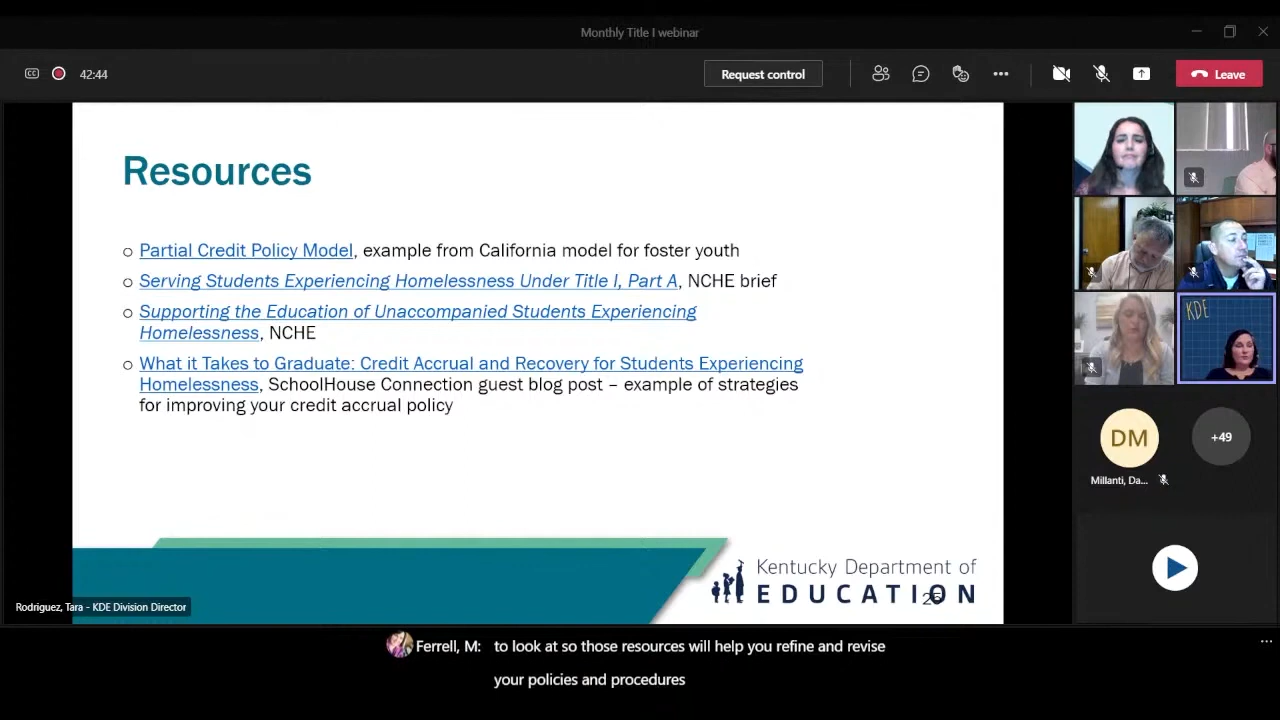 Monthly Title I webinar
CC
42:44
Request control
Leave
Resources
Partial Credit Policy Model, example from California model for foster youth
Serving Students Experiencing Homelessness Under Title I, Part A, NCHE brief
Supporting the Education of Unaccompanied Students Experiencing
Homelessness, NCHE
What it Takes to Graduate: Credit Accrual and Recovery for Students Experiencing
Homelessness, SchoolHouse Connection guest blog post – example of strategies
for improving your credit accrual policy
Kentucky Department of
EDUCATION
KDE
DM
+49
Millanti, Da...
Rodriguez, Tara - KDE Division Director
Ferrell, M: to look at so those resources will help you refine and revise
your policies and procedures